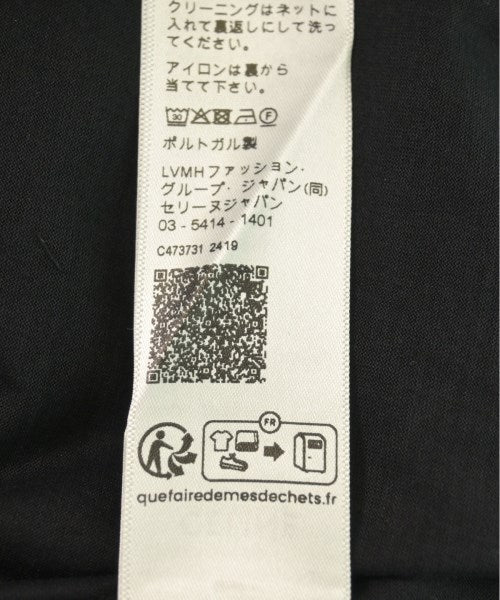 クリーニングはネットに
入れて裏返しにして洗っ
てください。
アイロンは裏から
当てて下さい。
30 F
ポルトガル製
LVMHファッション・
グループ・ジャパン(同)
セリーヌジャパン
03 - 5414 - 1401
C473731 2419
FR
quefairedemesdechets.fr